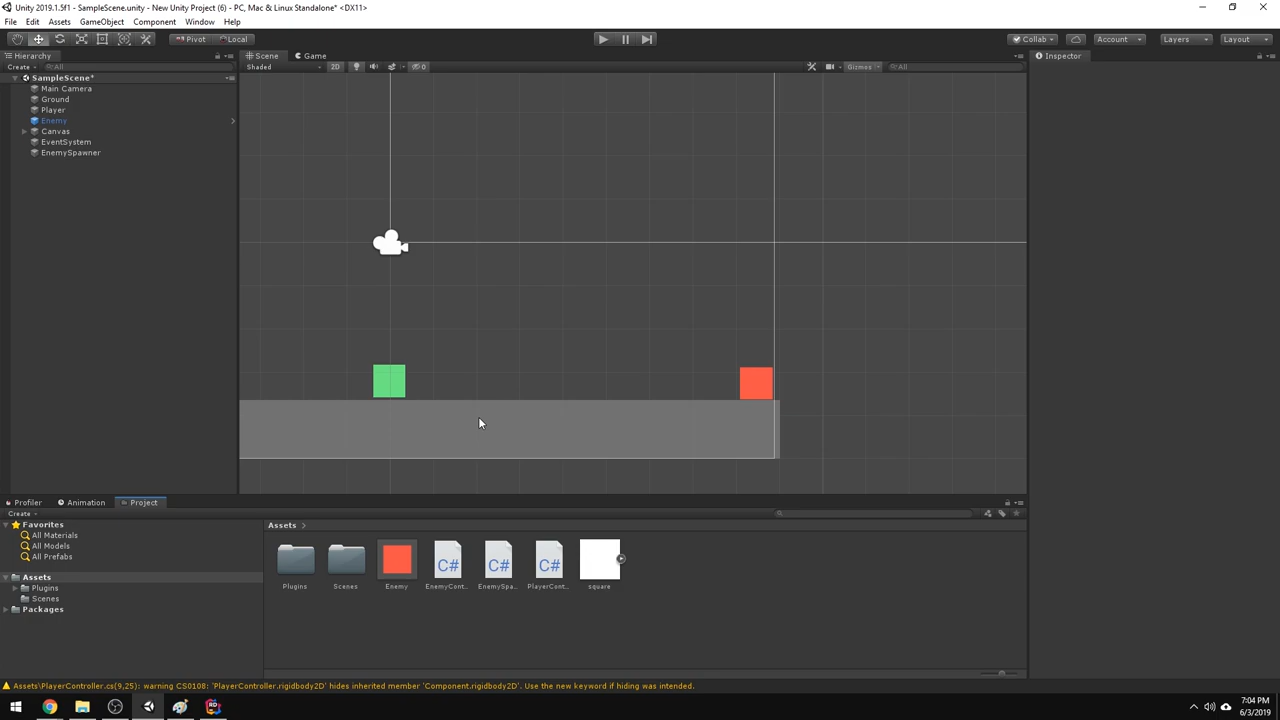 Unity 2019.1.5f1 - SampleScene.unity - New Unity Project (6) - PC, Mac & Linux Standalone* <DX11>
File Edit Assets GameObject Component Window Help
Pivot Local
Collab Account Layers Layout
Hierarchy
Scene Game
Inspector
Create All
Shaded 2D 0 Gizmos All
SampleScene*
Main Camera
Ground
Player
Enemy
Canvas
EventSystem
EnemySpawner
Profiler Animation Project
Create
Favorites
All Materials
All Models
All Prefabs
Assets
Plugins
Scenes
Packages
Assets
C# C# C#
Plugins Scenes Enemy EnemyCont... EnemySpa... PlayerCont... square
Assets\PlayerController.cs(9,25): warning CS0108: 'PlayerController.rigidbody2D' hides inherited member 'Component.rigidbody2D'. Use the new keyword if hiding was intended.
RD
7:04 PM
6/3/2019